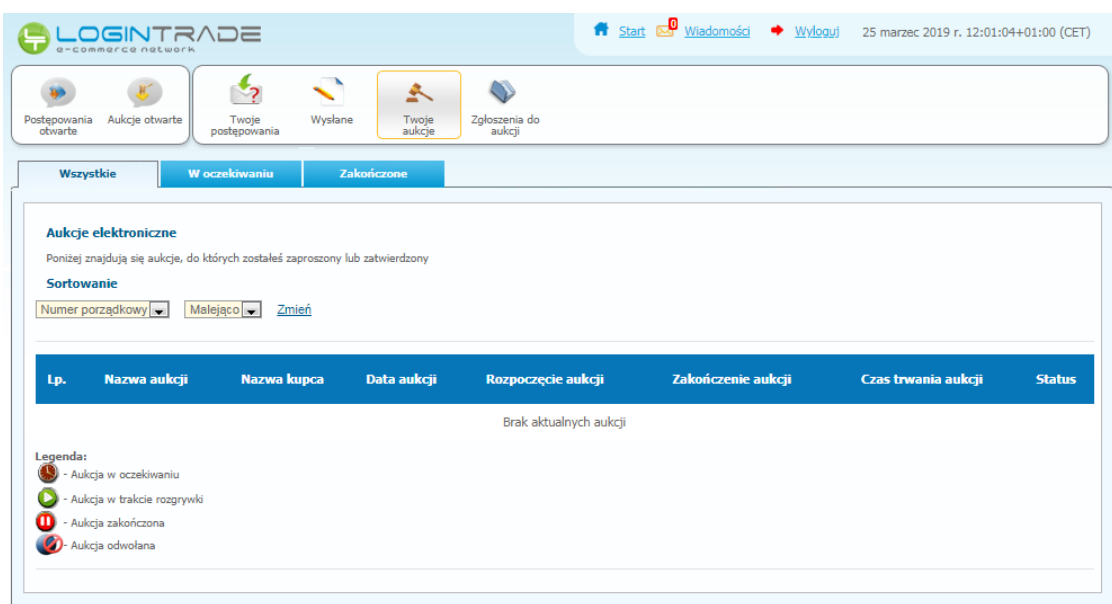 LOGINTRADE
e-commerce network
Start 0 Wiadomości Wyloguj 25 marzec 2019 r. 12:01:04+01:00 (CET)
Postępowania otwarte
Aukcje otwarte
Twoje postępowania
Wysłane
Twoje aukcje
Zgłoszenia do aukcji
Wszystkie W oczekiwaniu Zakończone
Aukcje elektroniczne
Poniżej znajdują się aukcje, do których zostałeś zaproszony lub zatwierdzony
Sortowanie
Numer porządkowy Malejąco Zmień
Lp. Nazwa aukcji Nazwa kupca Data aukcji Rozpoczęcie aukcji Zakończenie aukcji Czas trwania aukcji Status
Brak aktualnych aukcji
Legenda:
- Aukcja w oczekiwaniu
- Aukcja w trakcie rozgrywki
- Aukcja zakończona
- Aukcja odwołana